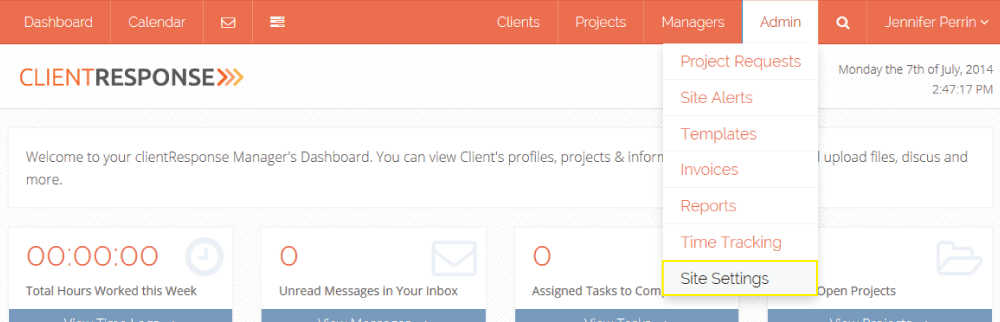 Dashboard Calendar Clients Projects Managers Admin Jennifer Perrin
Project Requests
Site Alerts
Templates
Invoices
Reports
Time Tracking
Site Settings
CLIENTRESPONSE
Monday the 7th of July, 2014
2:47:17 PM
Welcome to your clientResponse Manager's Dashboard. You can view Client's profiles, projects & upload files, discus and
more.
00:00:00
Total Hours Worked this Week
0
Unread Messages in Your Inbox
View Messages
0
Assigned Tasks to
View Tasks
Open Projects
View Projects
View Time Logs